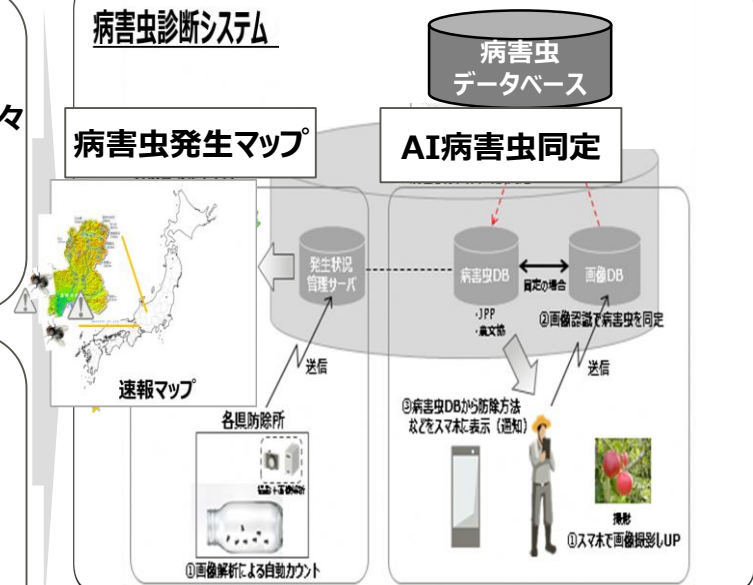 病害虫診断システム
病害虫
データベース
々
病害虫発生マップ
AI病害虫同定
発生状況
管理サーバ
病害虫DB
同定の場合
画像DB
・JPP
・農文協
②画像認識で病害虫を同定
送信
送信
速報マップ
各県防除所
③病害虫DBから防除方法
などをスマホに表示（通知）
撮影
①スマホで画像撮影しUP
①画像解析による自動カウント